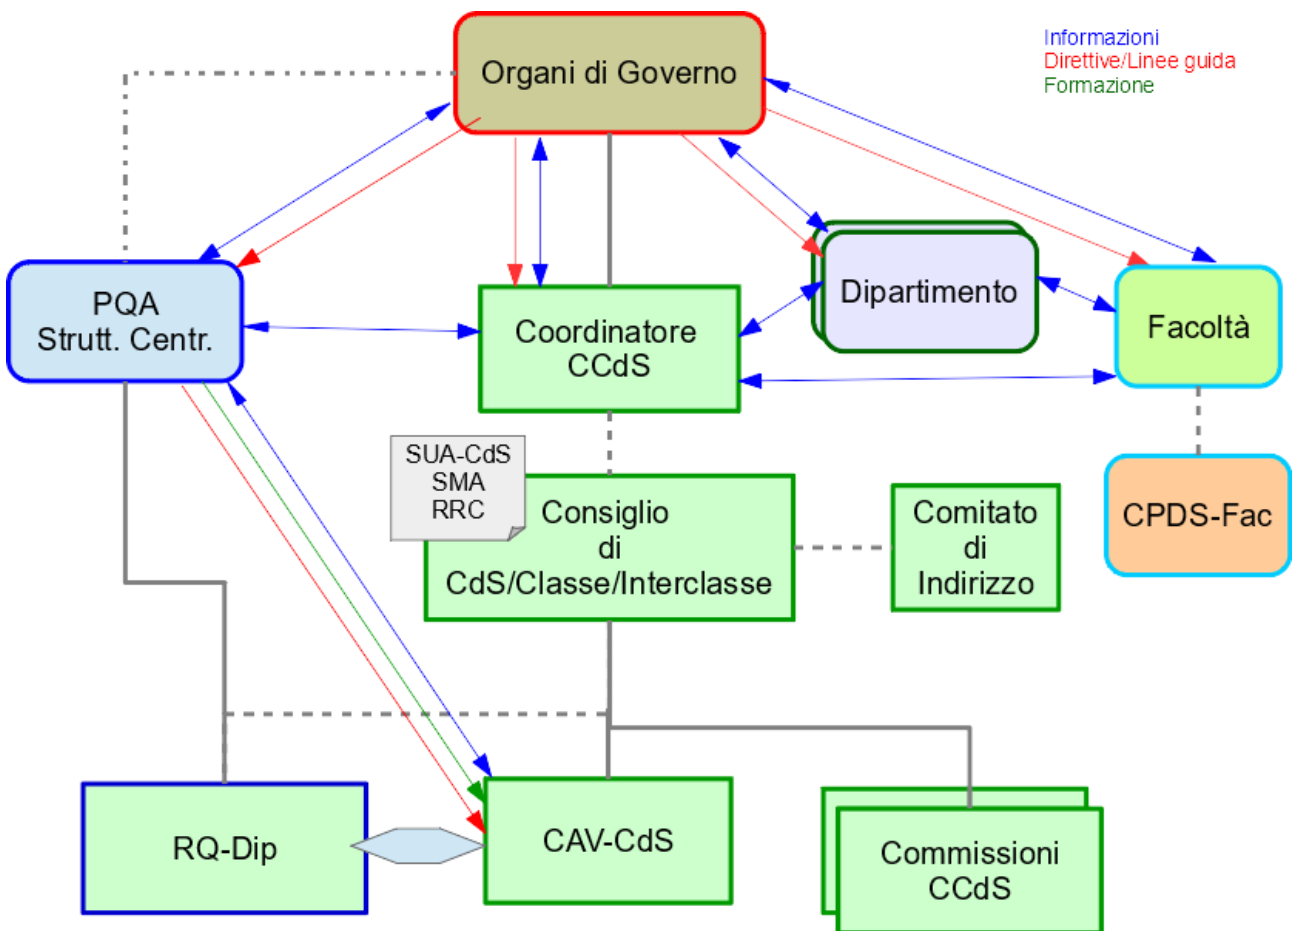 Organi di Governo
Informazioni
Direttive/Linee guida
Formazione
PQA
Strutt. Centr.
Coordinatore
CCdS
Dipartimento
Facoltà
SUA-CdS
SMA
RRC
Consiglio
di
CdS/Classe/Interclasse
Comitato
di
Indirizzo
CPDS-Fac
RQ-Dip
CAV-CdS
Commissioni
CCdS